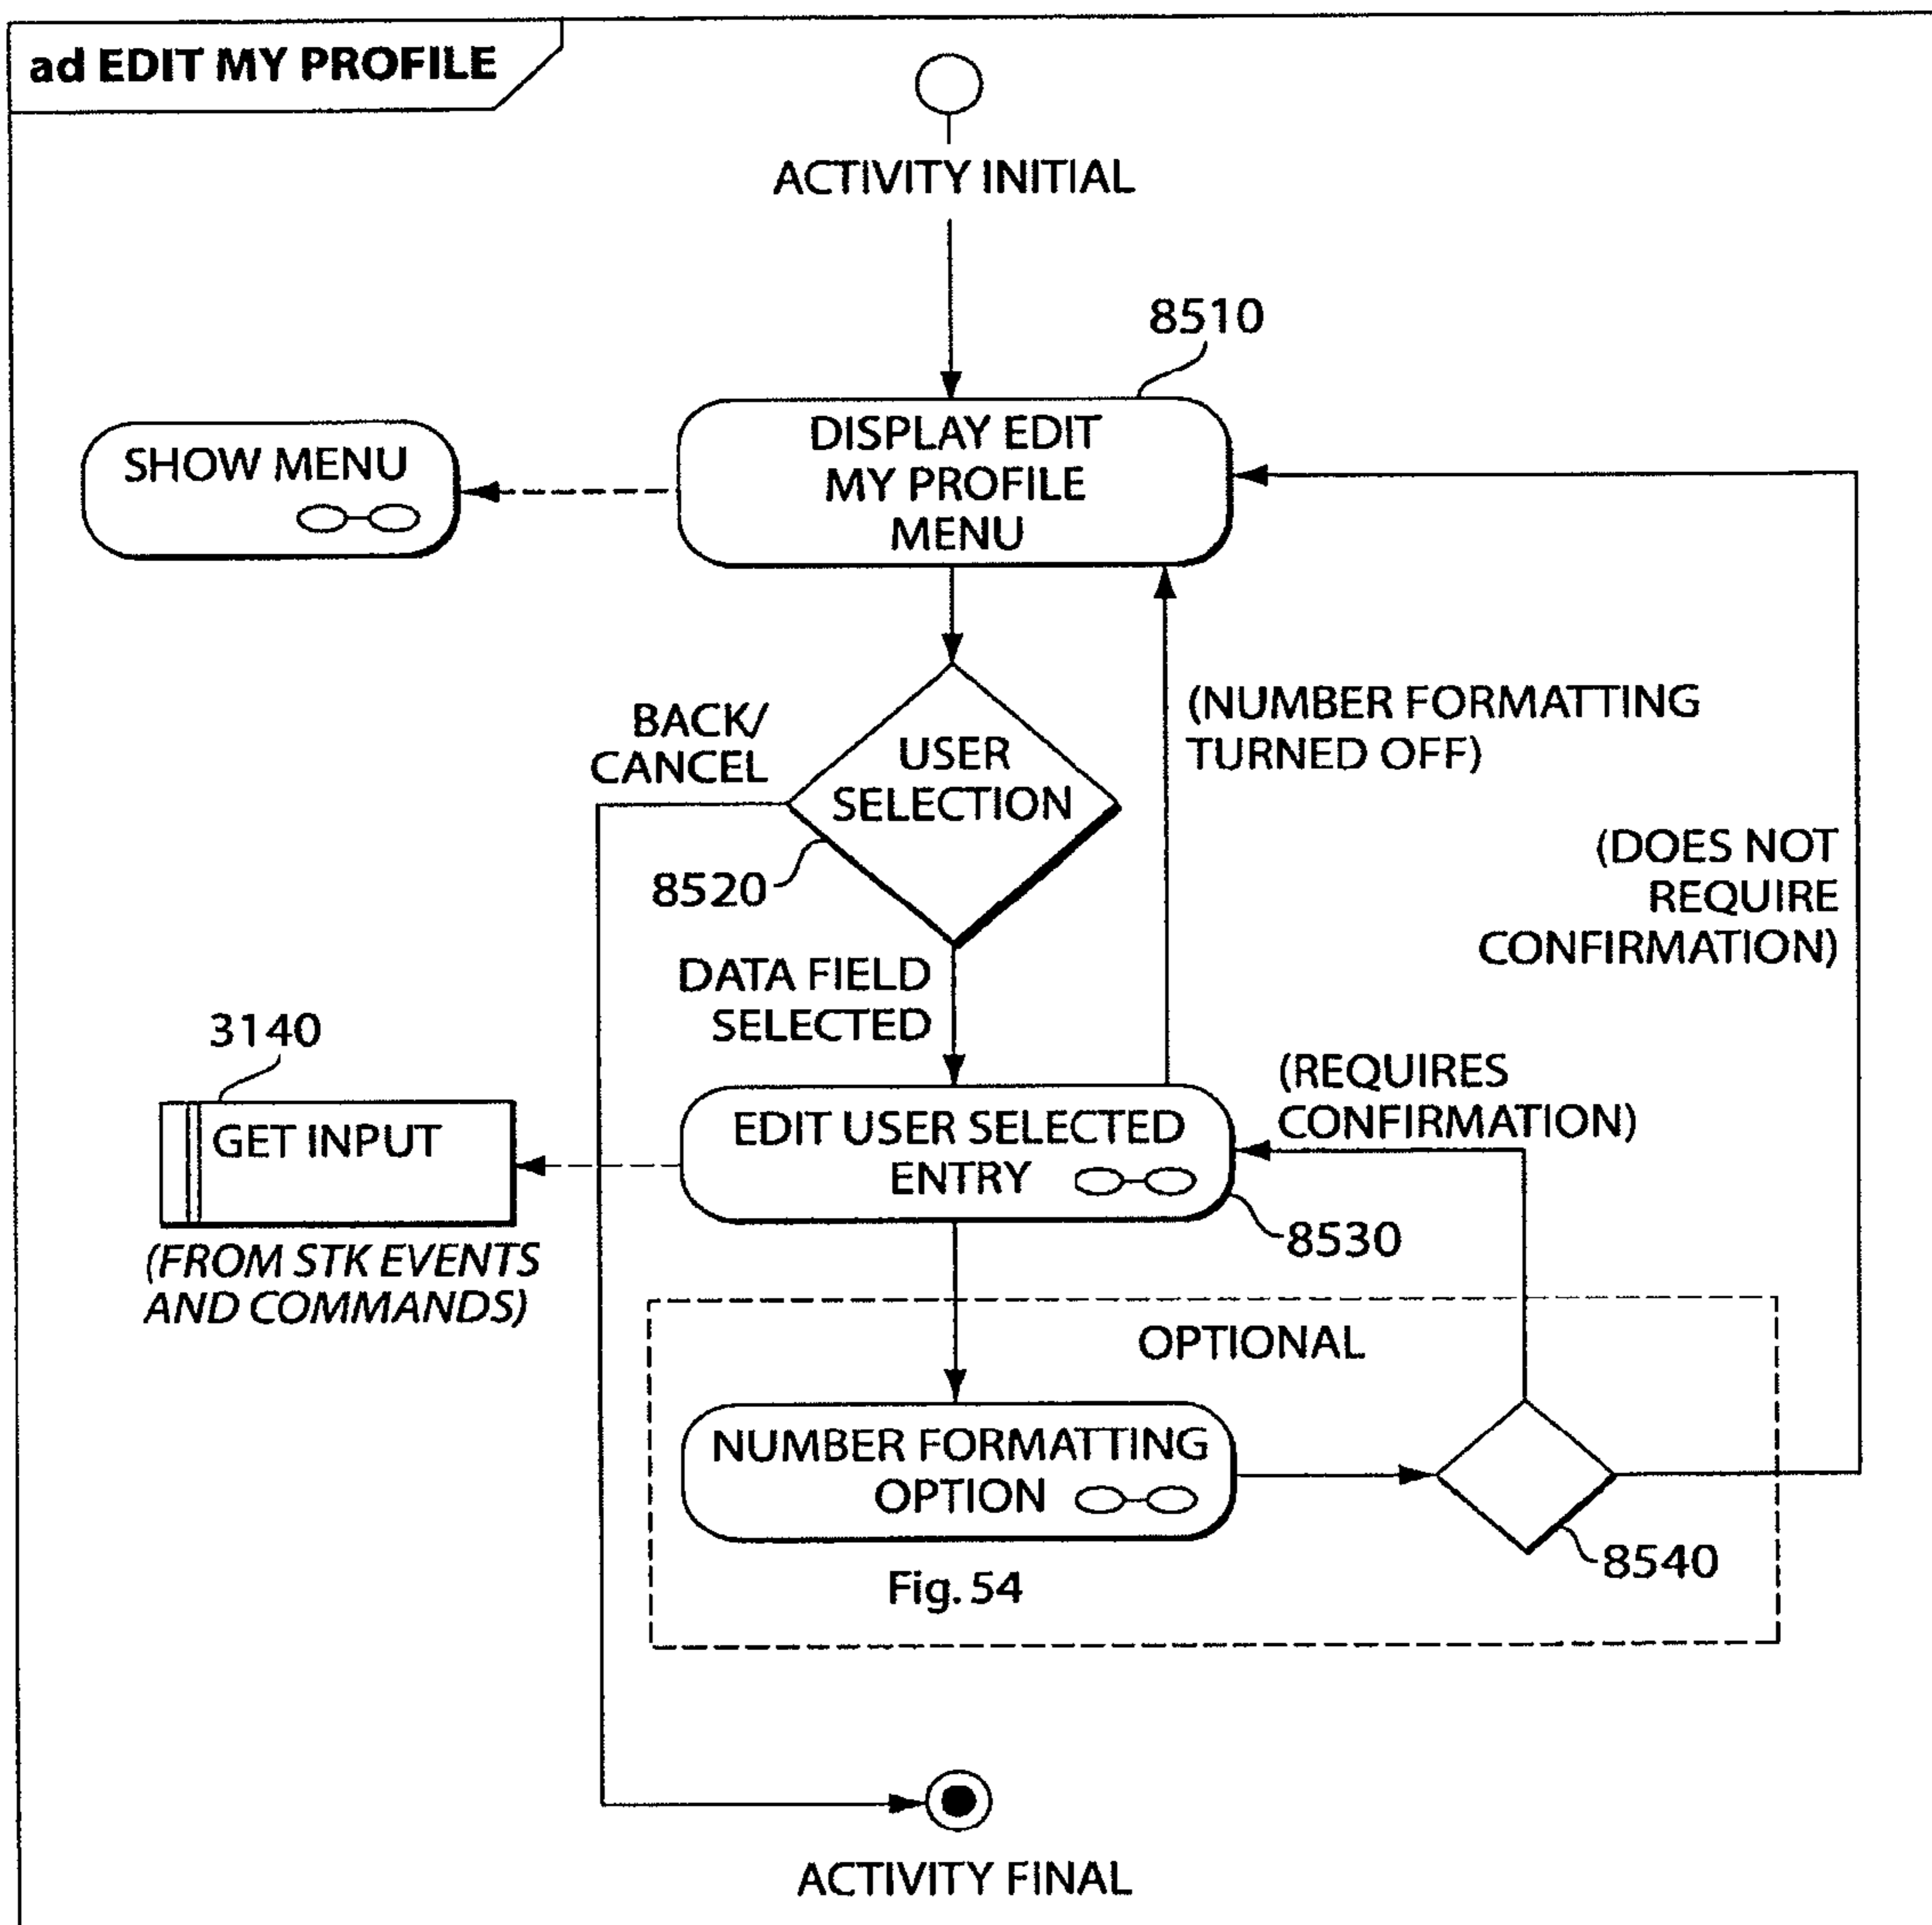 ad EDIT MY PROFILE
ACTIVITY INITIAL
8510
DISPLAY EDIT
MY PROFILE
MENU
SHOW MENU
BACK/
CANCEL
USER
SELECTION
8520
(NUMBER FORMATTING
TURNED OFF)
(DOES NOT
REQUIRE
CONFIRMATION)
DATA FIELD
SELECTED
3140
GET INPUT
(FROM STK EVENTS
AND COMMANDS)
EDIT USER SELECTED
ENTRY
8530
(REQUIRES
CONFIRMATION)
OPTIONAL
NUMBER FORMATTING
OPTION
Fig. 54
8540
ACTIVITY FINAL